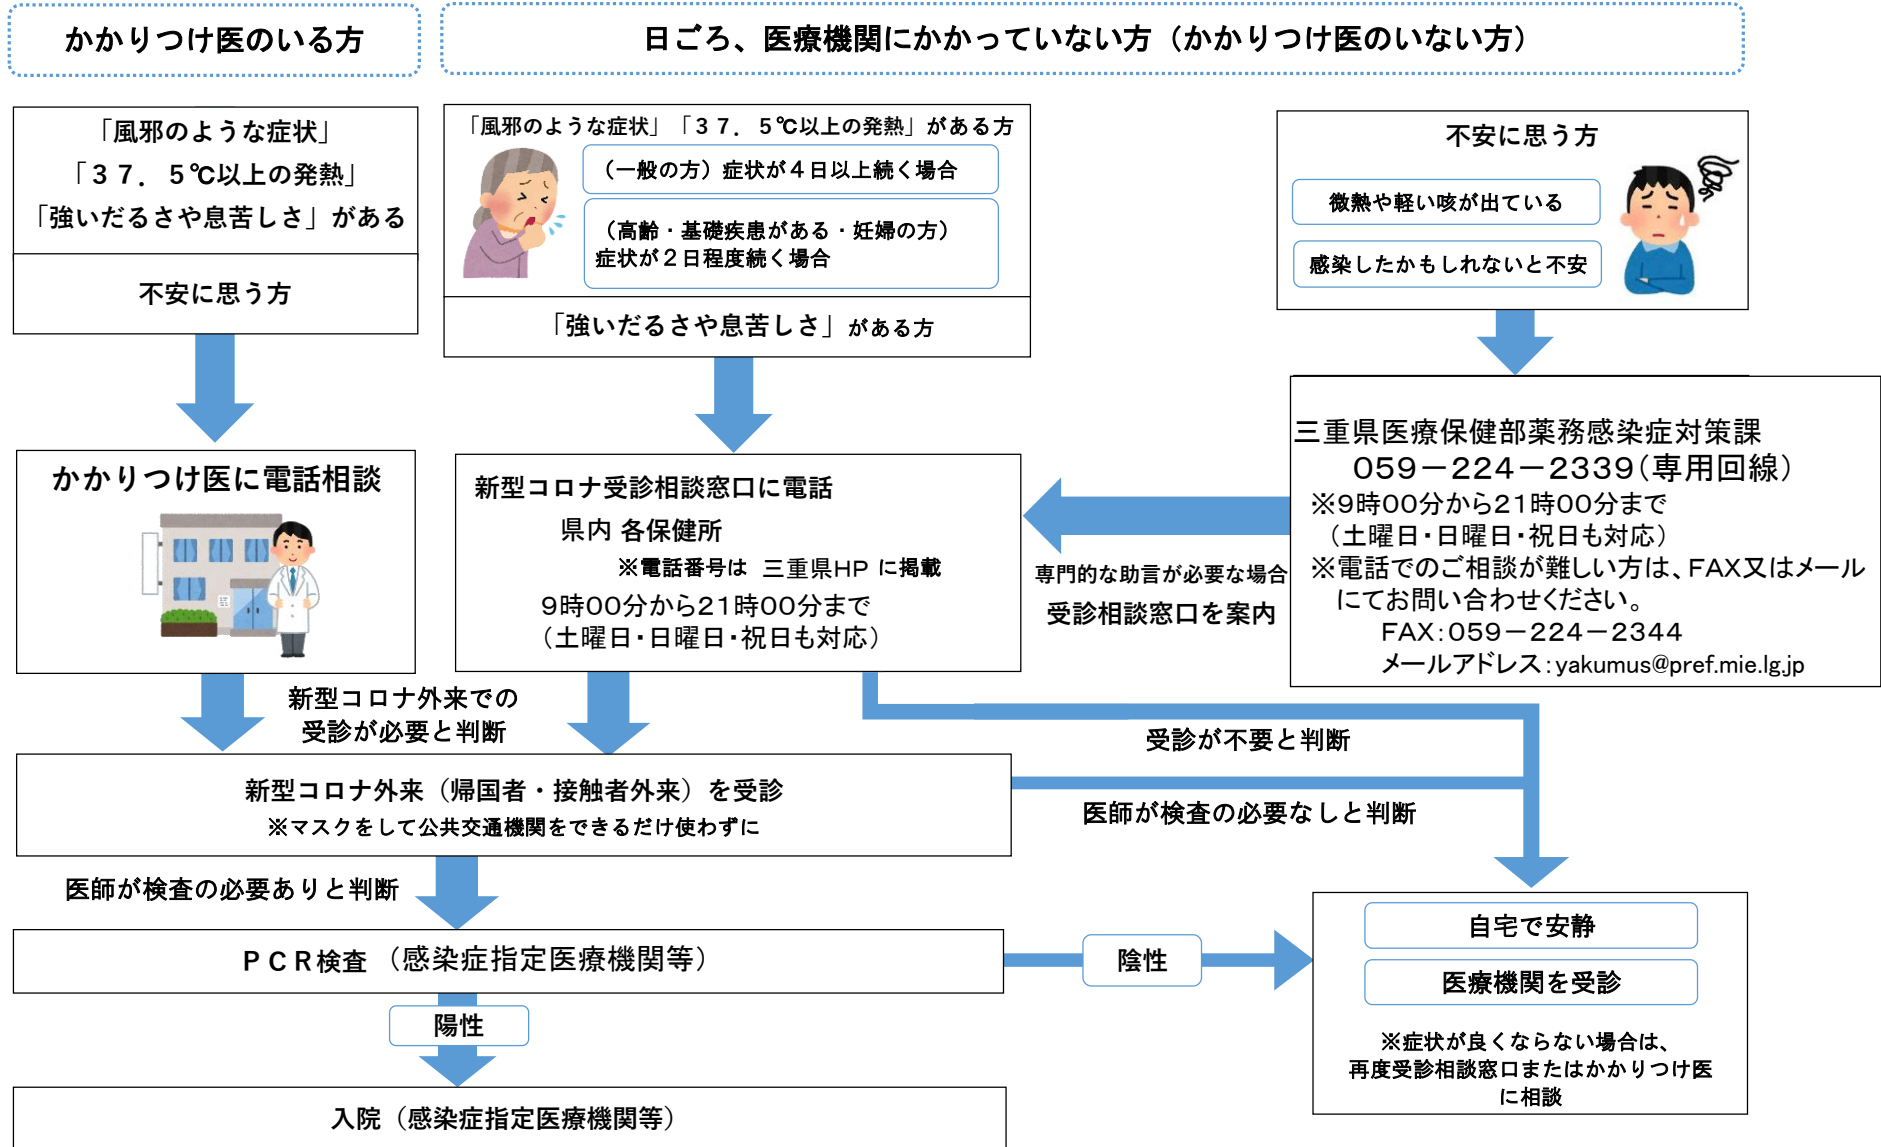 かかりつけ医のいる方
日ごろ、医療機関にかかっていない方（かかりつけ医のいない方）
「風邪のような症状」
「３７．５℃以上の発熱」
「強いだるさや息苦しさ」がある
不安に思う方
「風邪のような症状」「３７．５℃以上の発熱」がある方
（一般の方）症状が４日以上続く場合
（高齢・基礎疾患がある・妊婦の方）
症状が２日程度続く場合
「強いだるさや息苦しさ」がある方
不安に思う方
微熱や軽い咳が出ている
感染したかもしれないと不安
かかりつけ医に電話相談
新型コロナ受診相談窓口に電話
県内 各保健所
※電話番号は 三重県HP に掲載
９時００分から２１時００分まで
（土曜日・日曜日・祝日も対応）
三重県医療保健部薬務感染症対策課
０５９－２２４－２３３９（専用回線）
※９時００分から２１時００分まで
（土曜日・日曜日・祝日も対応）
※電話でのご相談が難しい方は、FAX又はメール
にてお問い合わせください。
FAX：０５９－２２４－２３４４
メールアドレス：yakumus@pref.mie.lg.jp
専門的な助言が必要な場合
受診相談窓口を案内
新型コロナ外来での
受診が必要と判断
受診が不要と判断
新型コロナ外来（帰国者・接触者外来）を受診
※マスクをして公共交通機関をできるだけ使わずに
医師が検査の必要なしと判断
医師が検査の必要ありと判断
ＰＣＲ検査（感染症指定医療機関等）
陰性
陽性
入院（感染症指定医療機関等）
自宅で安静
医療機関を受診
※症状が良くならない場合は、
再度受診相談窓口またはかかりつけ医
に相談